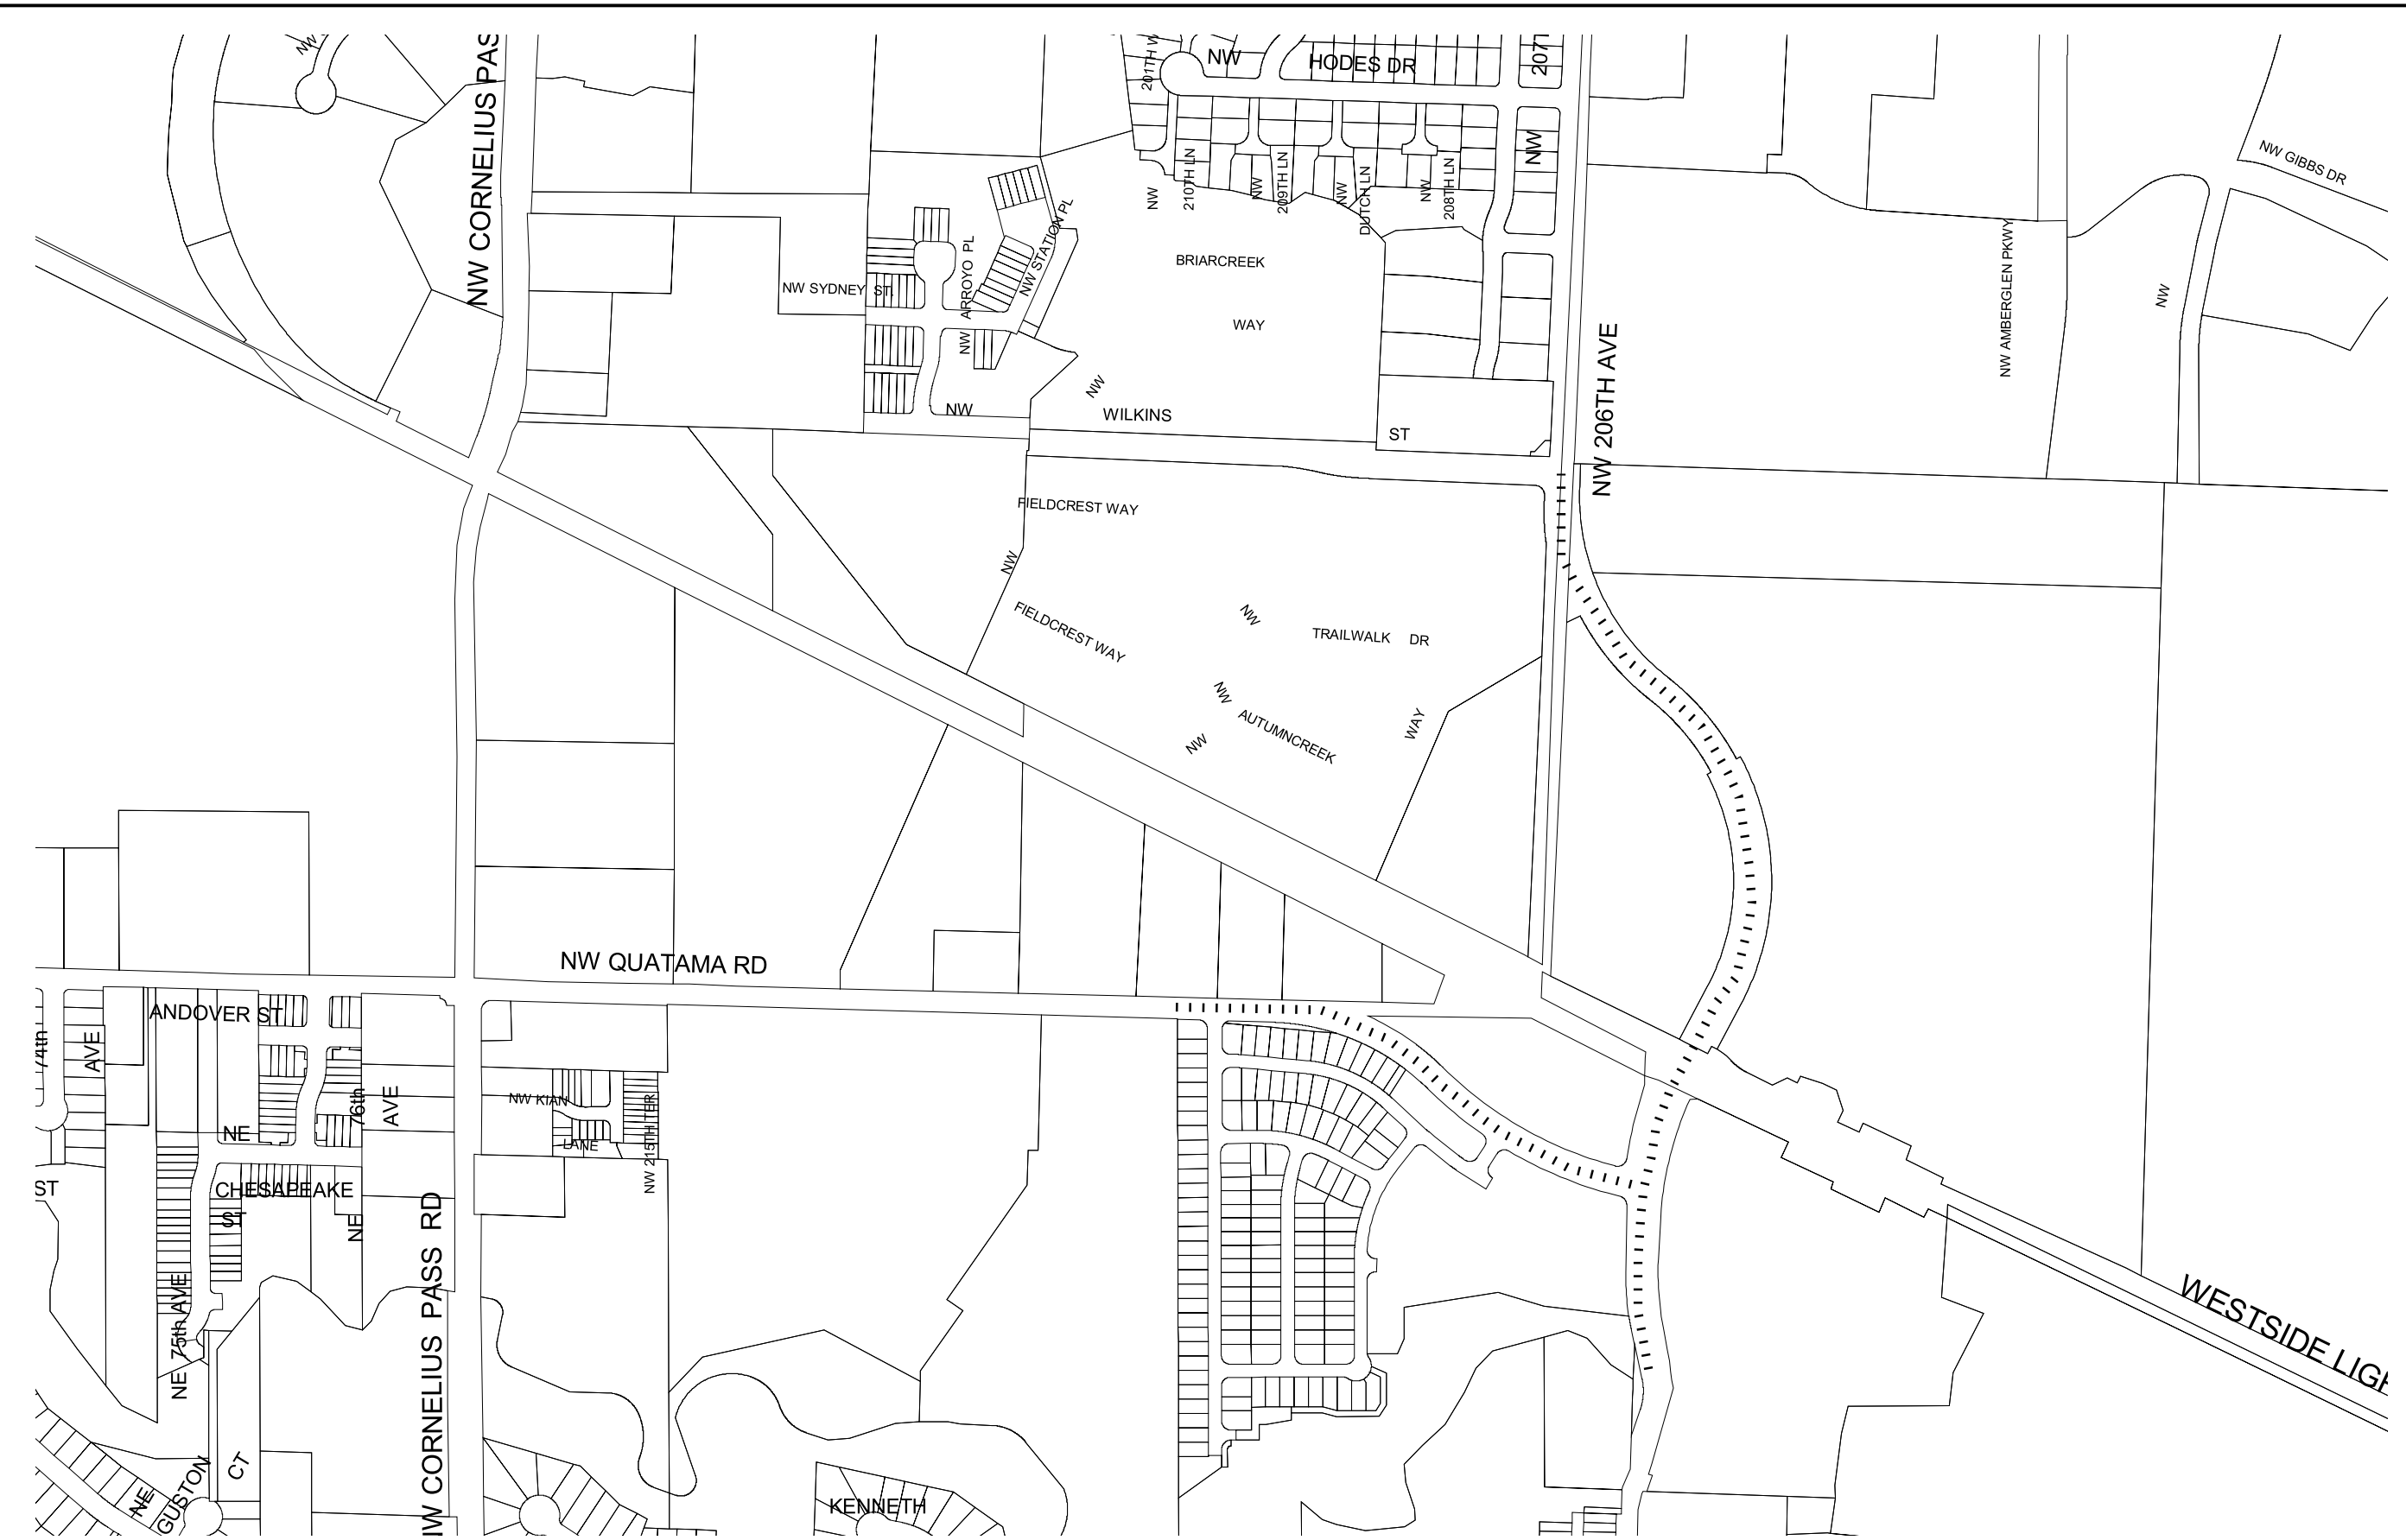 NW
NW CORNELIUS PAS
201TH W
NW
HODES DR
207T
NW
NW GIBBS DR
NW
210TH LN
NW
209TH LN
NW
DUTCH LN
NW
208TH LN
NW STATION PL
NW ARROYO PL
NW SYDNEY ST.
BRIARCREEK
WAY
NW
NW
WILKINS
ST
NW 206TH AVE
NW AMBERGLEN PKWY
NW
FIELDCREST WAY
NW
FIELDCREST WAY
NW
TRAILWALK DR
NW
AUTUMNCREEK
WAY
NW
NW QUATAMA RD
ANDOVER ST
74th
AVE
76th
AVE
NE
NW KIAN
LANE
NW 215TH TER
ST
CHESAPEAKE
ST
NE
NE 75th AVE
NW CORNELIUS PASS RD
WESTSIDE LIGH
NE
GUSTON
CT
KENNETH